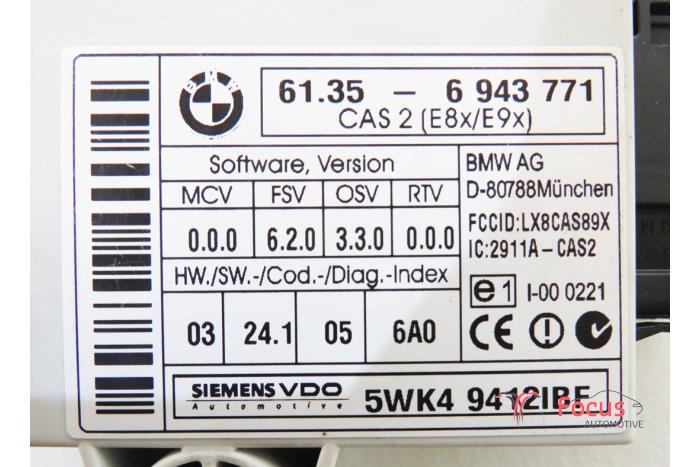 BMW
61.35 – 6 943 771
CAS 2 (E8x/E9x)
Software, Version
MCV FSV OSV RTV
0.0.0 6.2.0 3.3.0 0.0.0
HW./SW.-/Cod.-/Diag.-Index
03 24.1 05 6A0
BMW AG
D-80788München
FCCID:LX8CAS89X
IC:2911A–CAS2
e1 I-00 0221
CE
SIEMENS VDO
Automotive
5WK4 9412IBF
Focus
AUTOMOTIVE